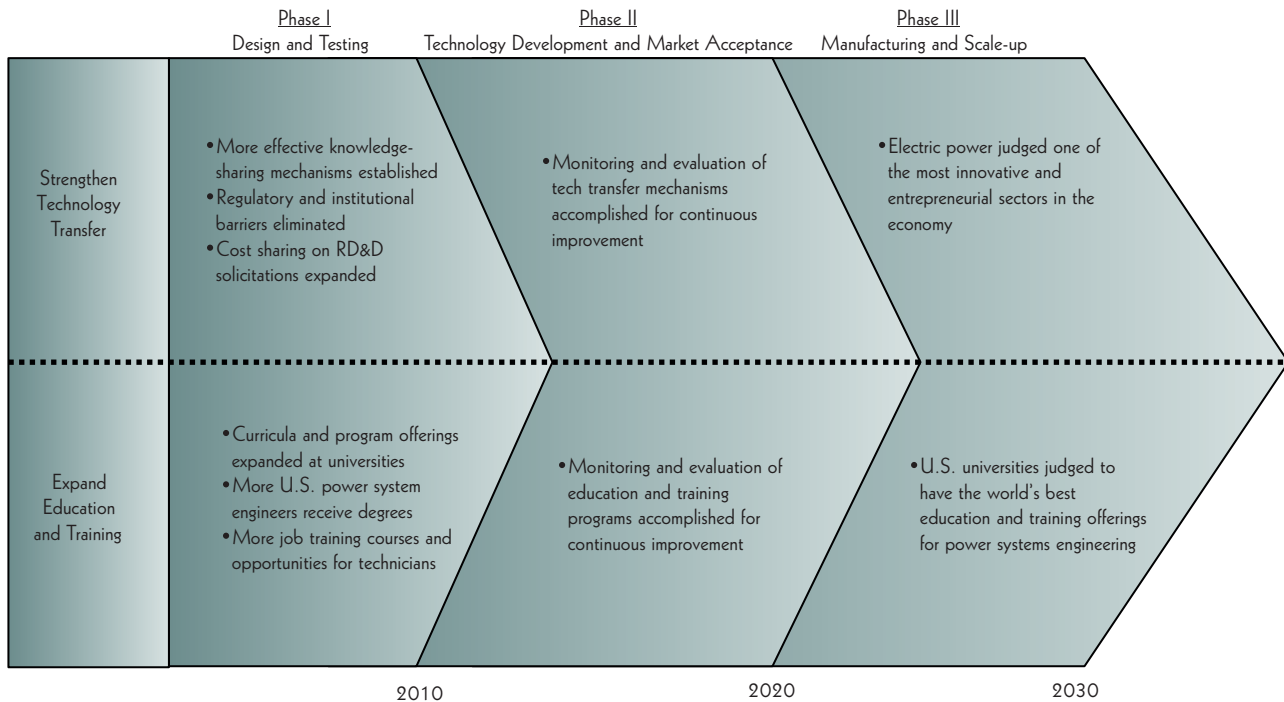 Phase I
Design and Testing
Phase II
Technology Development and Market Acceptance
Phase III
Manufacturing and Scale-up
Strengthen
Technology
Transfer
•More effective knowledge-
sharing mechanisms established
•Regulatory and institutional
barriers eliminated
•Cost sharing on RD&D
solicitations expanded
•Monitoring and evaluation of
tech transfer mechanisms
accomplished for continuous
improvement
•Electric power judged one of
the most innovative and
entrepreneurial sectors in the
economy
Expand
Education
and Training
•Curricula and program offerings
expanded at universities
•More U.S. power system
engineers receive degrees
•More job training courses and
opportunities for technicians
•Monitoring and evaluation of
education and training
programs accomplished for
continuous improvement
•U.S. universities judged to
have the world's best
education and training offerings
for power systems engineering
2010
2020
2030